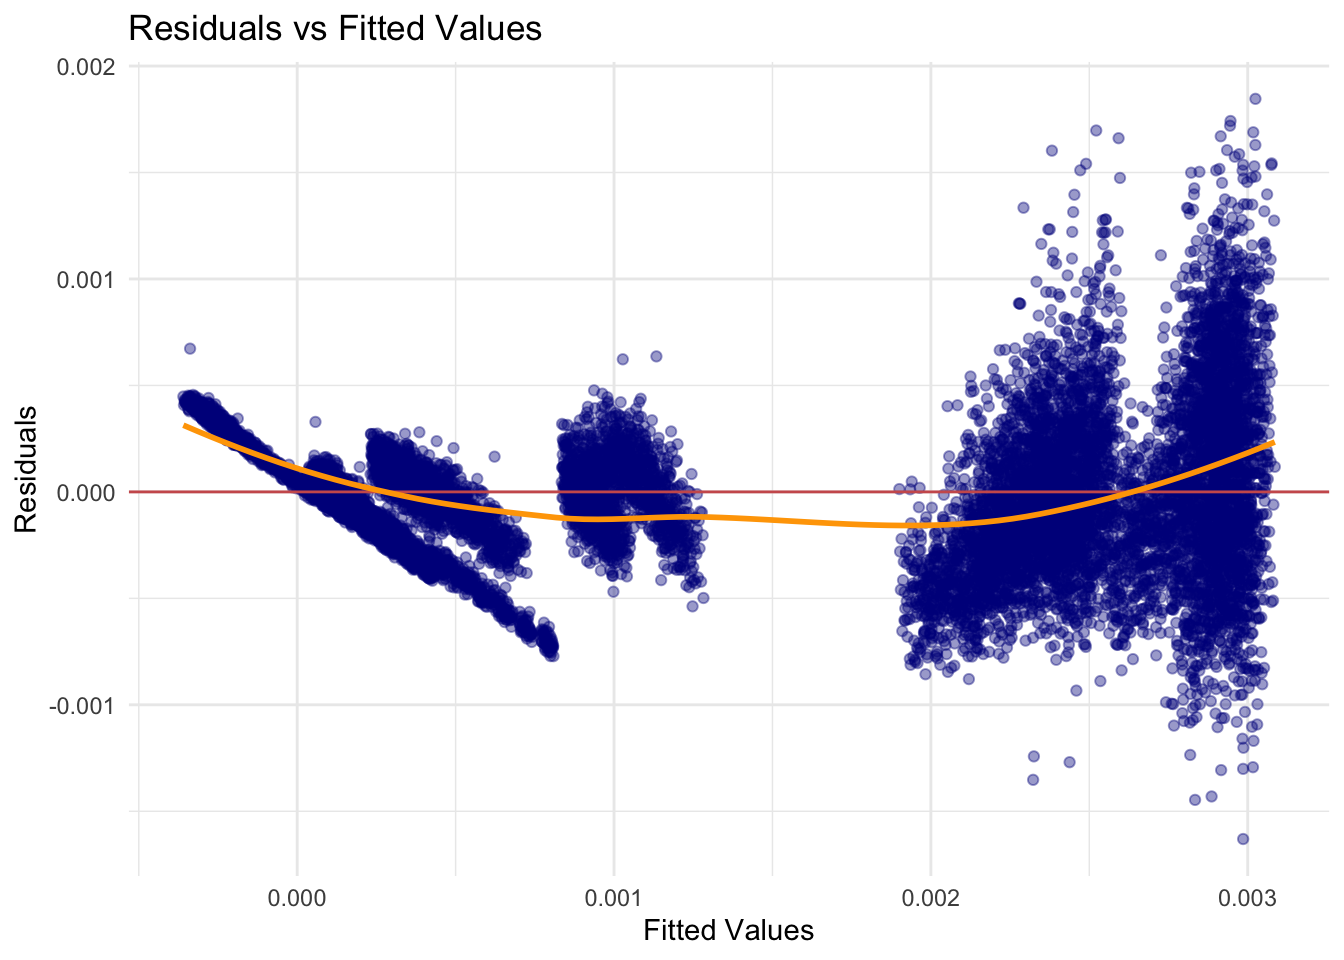 Residuals vs Fitted Values
0.002
0.001
0.000
-0.001
Residuals
0.000 0.001 0.002 0.003
Fitted Values